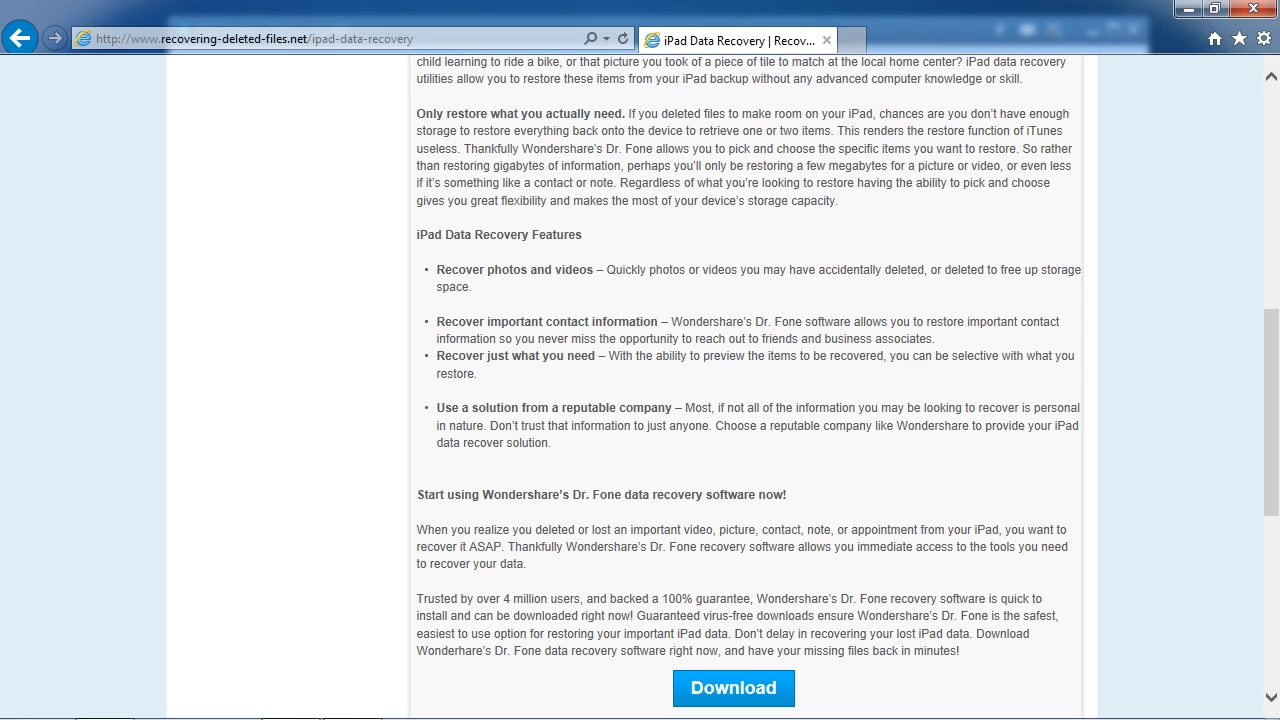 http://www.recovering-deleted-files.net/ipad-data-recovery
iPad Data Recovery | Recov...
child learning to ride a bike, or that picture you took of a piece of tile to match at the local home center? iPad data recovery
utilities allow you to restore these items from your iPad backup without any advanced computer knowledge or skill.
Only restore what you actually need. If you deleted files to make room on your iPad, chances are you don't have enough
storage to restore everything back onto the device to retrieve one or two items. This renders the restore function of iTunes
useless. Thankfully Wondershare's Dr. Fone allows you to pick and choose the specific items you want to restore. So rather
than restoring gigabytes of information, perhaps you'll only be restoring a few megabytes for a picture or video, or even less
if it's something like a contact or note. Regardless of what you're looking to restore having the ability to pick and choose
gives you great flexibility and makes the most of your device's storage capacity.
iPad Data Recovery Features
• Recover photos and videos – Quickly photos or videos you may have accidentally deleted, or deleted to free up storage
space.
• Recover important contact information – Wondershare's Dr. Fone software allows you to restore important contact
information so you never miss the opportunity to reach out to friends and business associates.
• Recover just what you need – With the ability to preview the items to be recovered, you can be selective with what you
restore.
• Use a solution from a reputable company – Most, if not all of the information you may be looking to recover is personal
in nature. Don't trust that information to just anyone. Choose a reputable company like Wondershare to provide your iPad
data recover solution.
Start using Wondershare's Dr. Fone data recovery software now!
When you realize you deleted or lost an important video, picture, contact, note, or appointment from your iPad, you want to
recover it ASAP. Thankfully Wondershare's Dr. Fone recovery software allows you immediate access to the tools you need
to recover your data.
Trusted by over 4 million users, and backed a 100% guarantee, Wondershare's Dr. Fone recovery software is quick to
install and can be downloaded right now! Guaranteed virus-free downloads ensure Wondershare's Dr. Fone is the safest,
easiest to use option for restoring your important iPad data. Don't delay in recovering your lost iPad data. Download
Wonderhare's Dr. Fone data recovery software right now, and have your missing files back in minutes!
Download